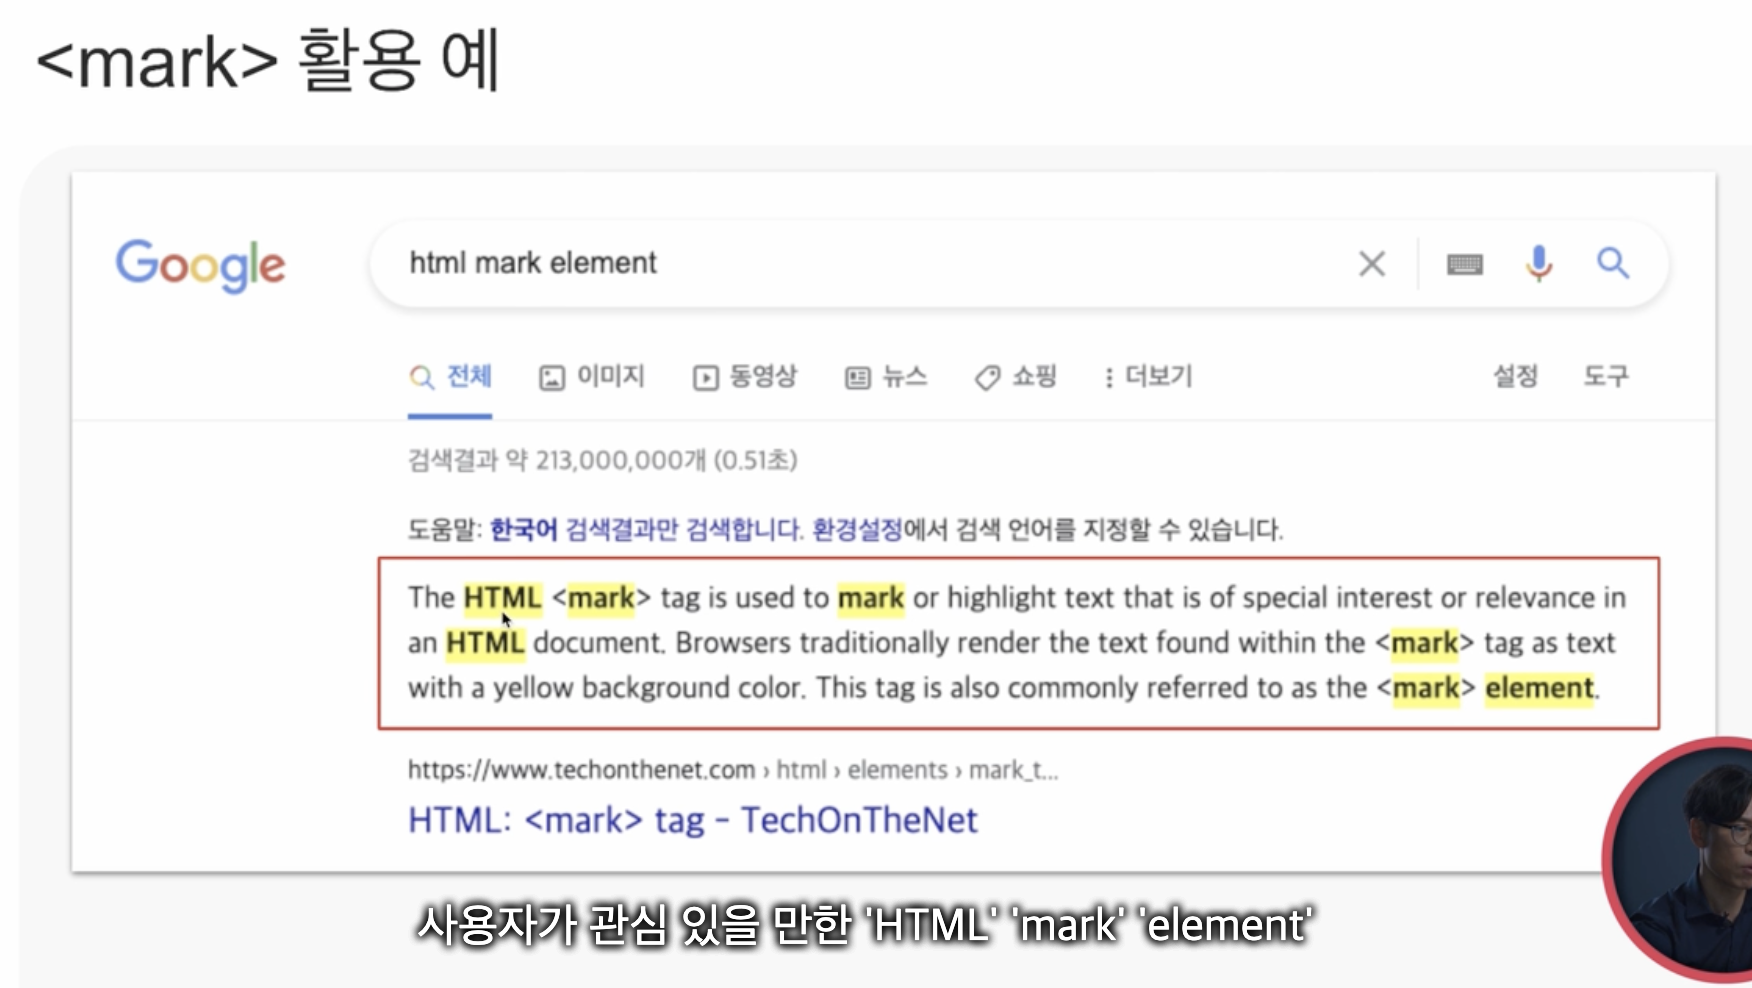 <mark> 활용 예
Google
html mark element
전체 이미지 동영상 뉴스 쇼핑 더보기 설정 도구
검색결과 약 213,000,000개 (0.51초)
도움말: 한국어 검색결과만 검색합니다. 환경설정에서 검색 언어를 지정할 수 있습니다.
The HTML <mark> tag is used to mark or highlight text that is of special interest or relevance in
an HTML document. Browsers traditionally render the text found within the <mark> tag as text
with a yellow background color. This tag is also commonly referred to as the <mark> element.
https://www.techonthenet.com › html › elements › mark_t...
HTML: <mark> tag - TechOnTheNet
사용자가 관심 있을 만한 'HTML' 'mark' 'element'